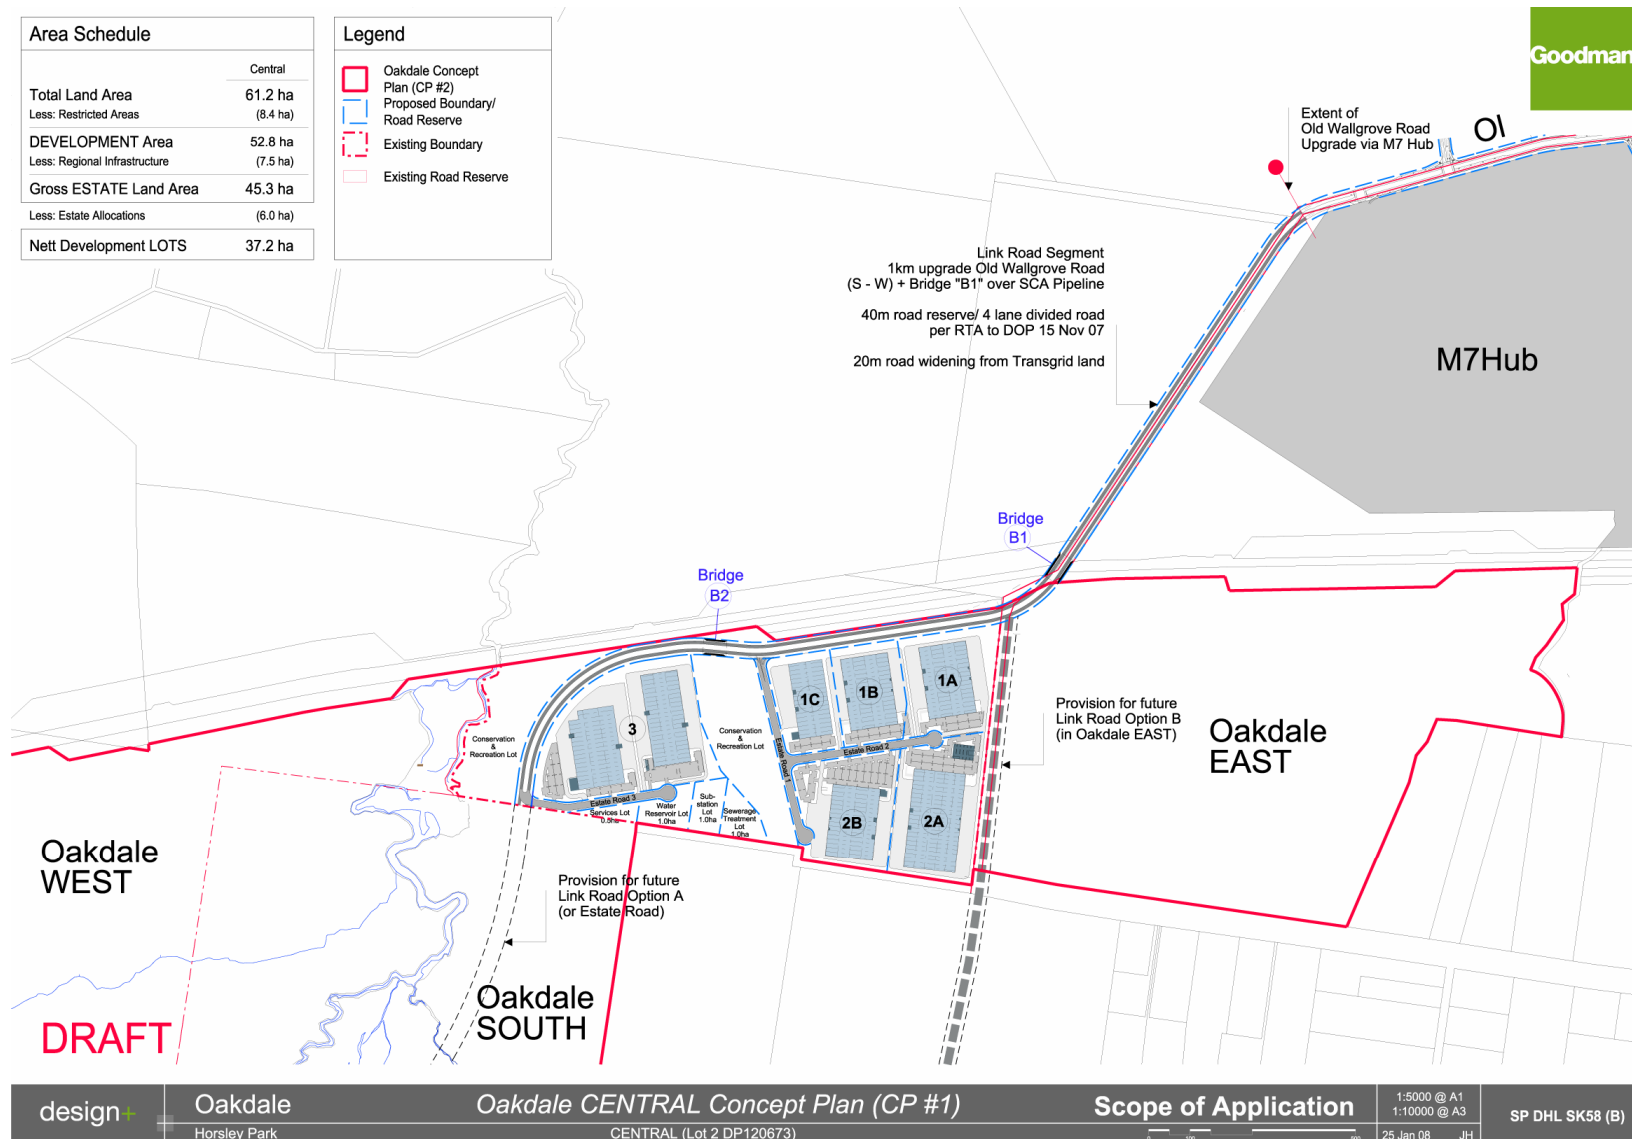 Area Schedule
Central
Total Land Area 61.2 ha
Less: Restricted Areas (8.4 ha)
DEVELOPMENT Area 52.8 ha
Less: Regional Infrastructure (7.5 ha)
Gross ESTATE Land Area 45.3 ha
Less: Estate Allocations (6.0 ha)
Nett Development LOTS 37.2 ha
Legend
Oakdale Concept
Plan (CP #2)
Proposed Boundary/
Road Reserve
Existing Boundary
Existing Road Reserve
Goodman
Extent of
Old Wallgrove Road
Upgrade via M7 Hub
Ol
Link Road Segment
1km upgrade Old Wallgrove Road
(S - W) + Bridge "B1" over SCA Pipeline
40m road reserve/ 4 lane divided road
per RTA to DOP 15 Nov 07
20m road widening from Transgrid land
M7Hub
Bridge
B1
Bridge
B2
1A
1B
1C
3
Conservation
&
Recreation Lot
Conservation
&
Recreation Lot
Estate Road 1
Estate Road 2
Provision for future
Link Road Option B
(in Oakdale EAST)
Oakdale
EAST
Estate Road 3
Services Lot
0.5ha
Water
Reservoir Lot
1.0ha
Sub-
station
Lot
1.0ha
Sewerage
Treatment
Lot
1.0ha
2B
2A
Oakdale
WEST
Provision for future
Link Road Option A
(or Estate Road)
Oakdale
SOUTH
DRAFT
design+
Oakdale
Horsley Park
Oakdale CENTRAL Concept Plan (CP #1)
CENTRAL (Lot 2 DP120673)
Scope of Application
0 100 500
1:5000 @ A1
1:10000 @ A3
25 Jan 08 JH
SP DHL SK58 (B)